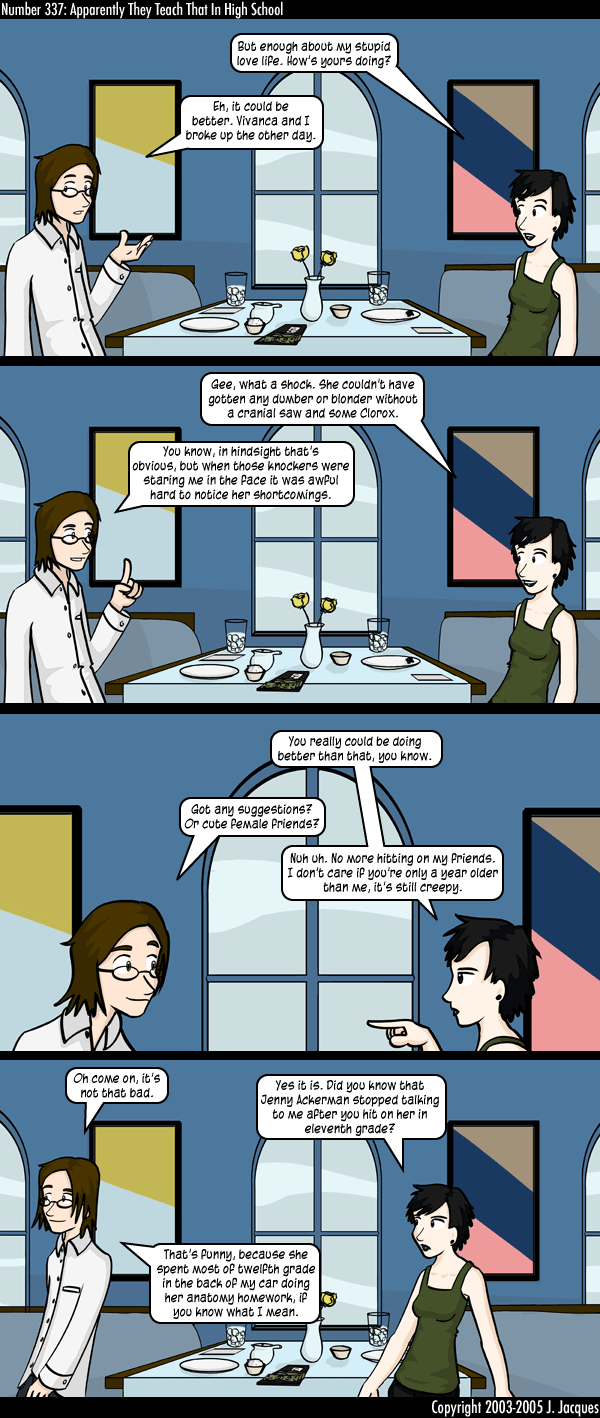 Number 337: Apparently They Teach That In High School
But enough about my stupid
love life. How's yours doing?
Eh, it could be
better. Vivanca and I
broke up the other day.
Gee, what a shock. She couldn't have
gotten any dumber or blonder without
a cranial saw and some Clorox.
You know, in hindsight that's
obvious, but when those knockers were
staring me in the face it was awful
hard to notice her shortcomings.
You really could be doing
better than that, you know.
Got any suggestions?
Or cute female friends?
Nuh uh. No more hitting on my friends.
I don't care if you're only a year older
than me, it's still creepy.
Oh come on, it's
not that bad.
Yes it is. Did you know that
Jenny Ackerman stopped talking
to me after you hit on her in
eleventh grade?
That's funny, because she
spent most of twelfth grade
in the back of my car doing
her anatomy homework, if
you know what I mean.
Copyright 2003-2005 J. Jacques